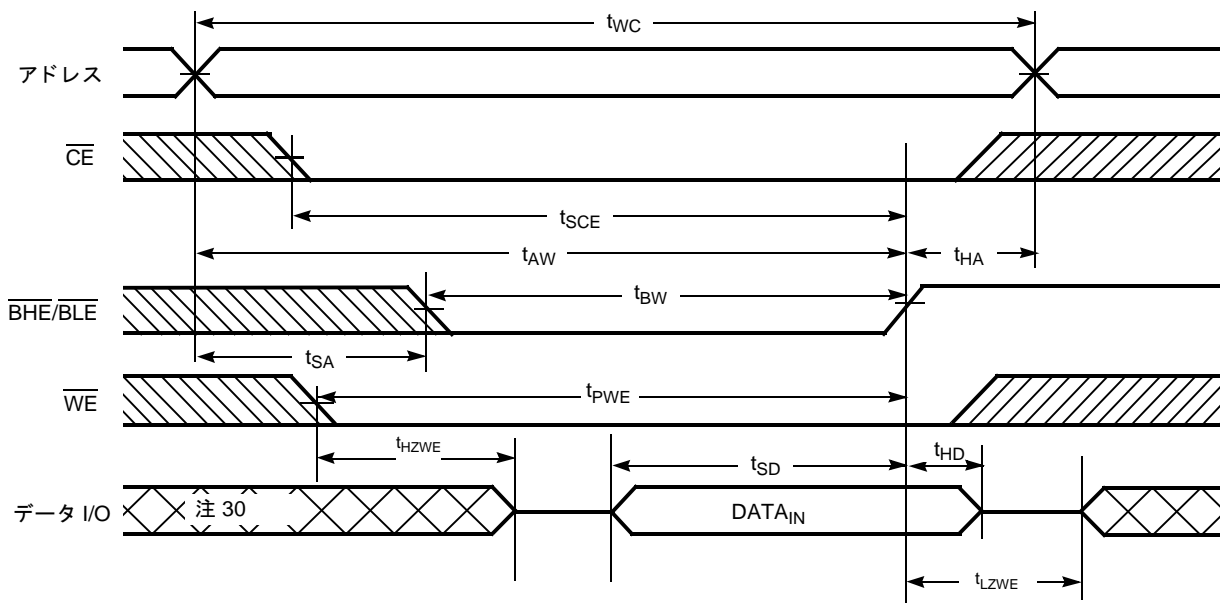 tWC
アドレス
CE
tSCE
tAW
tHA
BHE/BLE
tBW
tSA
WE
tPWE
tHZWE
tSD
tHD
データ I/O
注 30
DATAIN
tLZWE